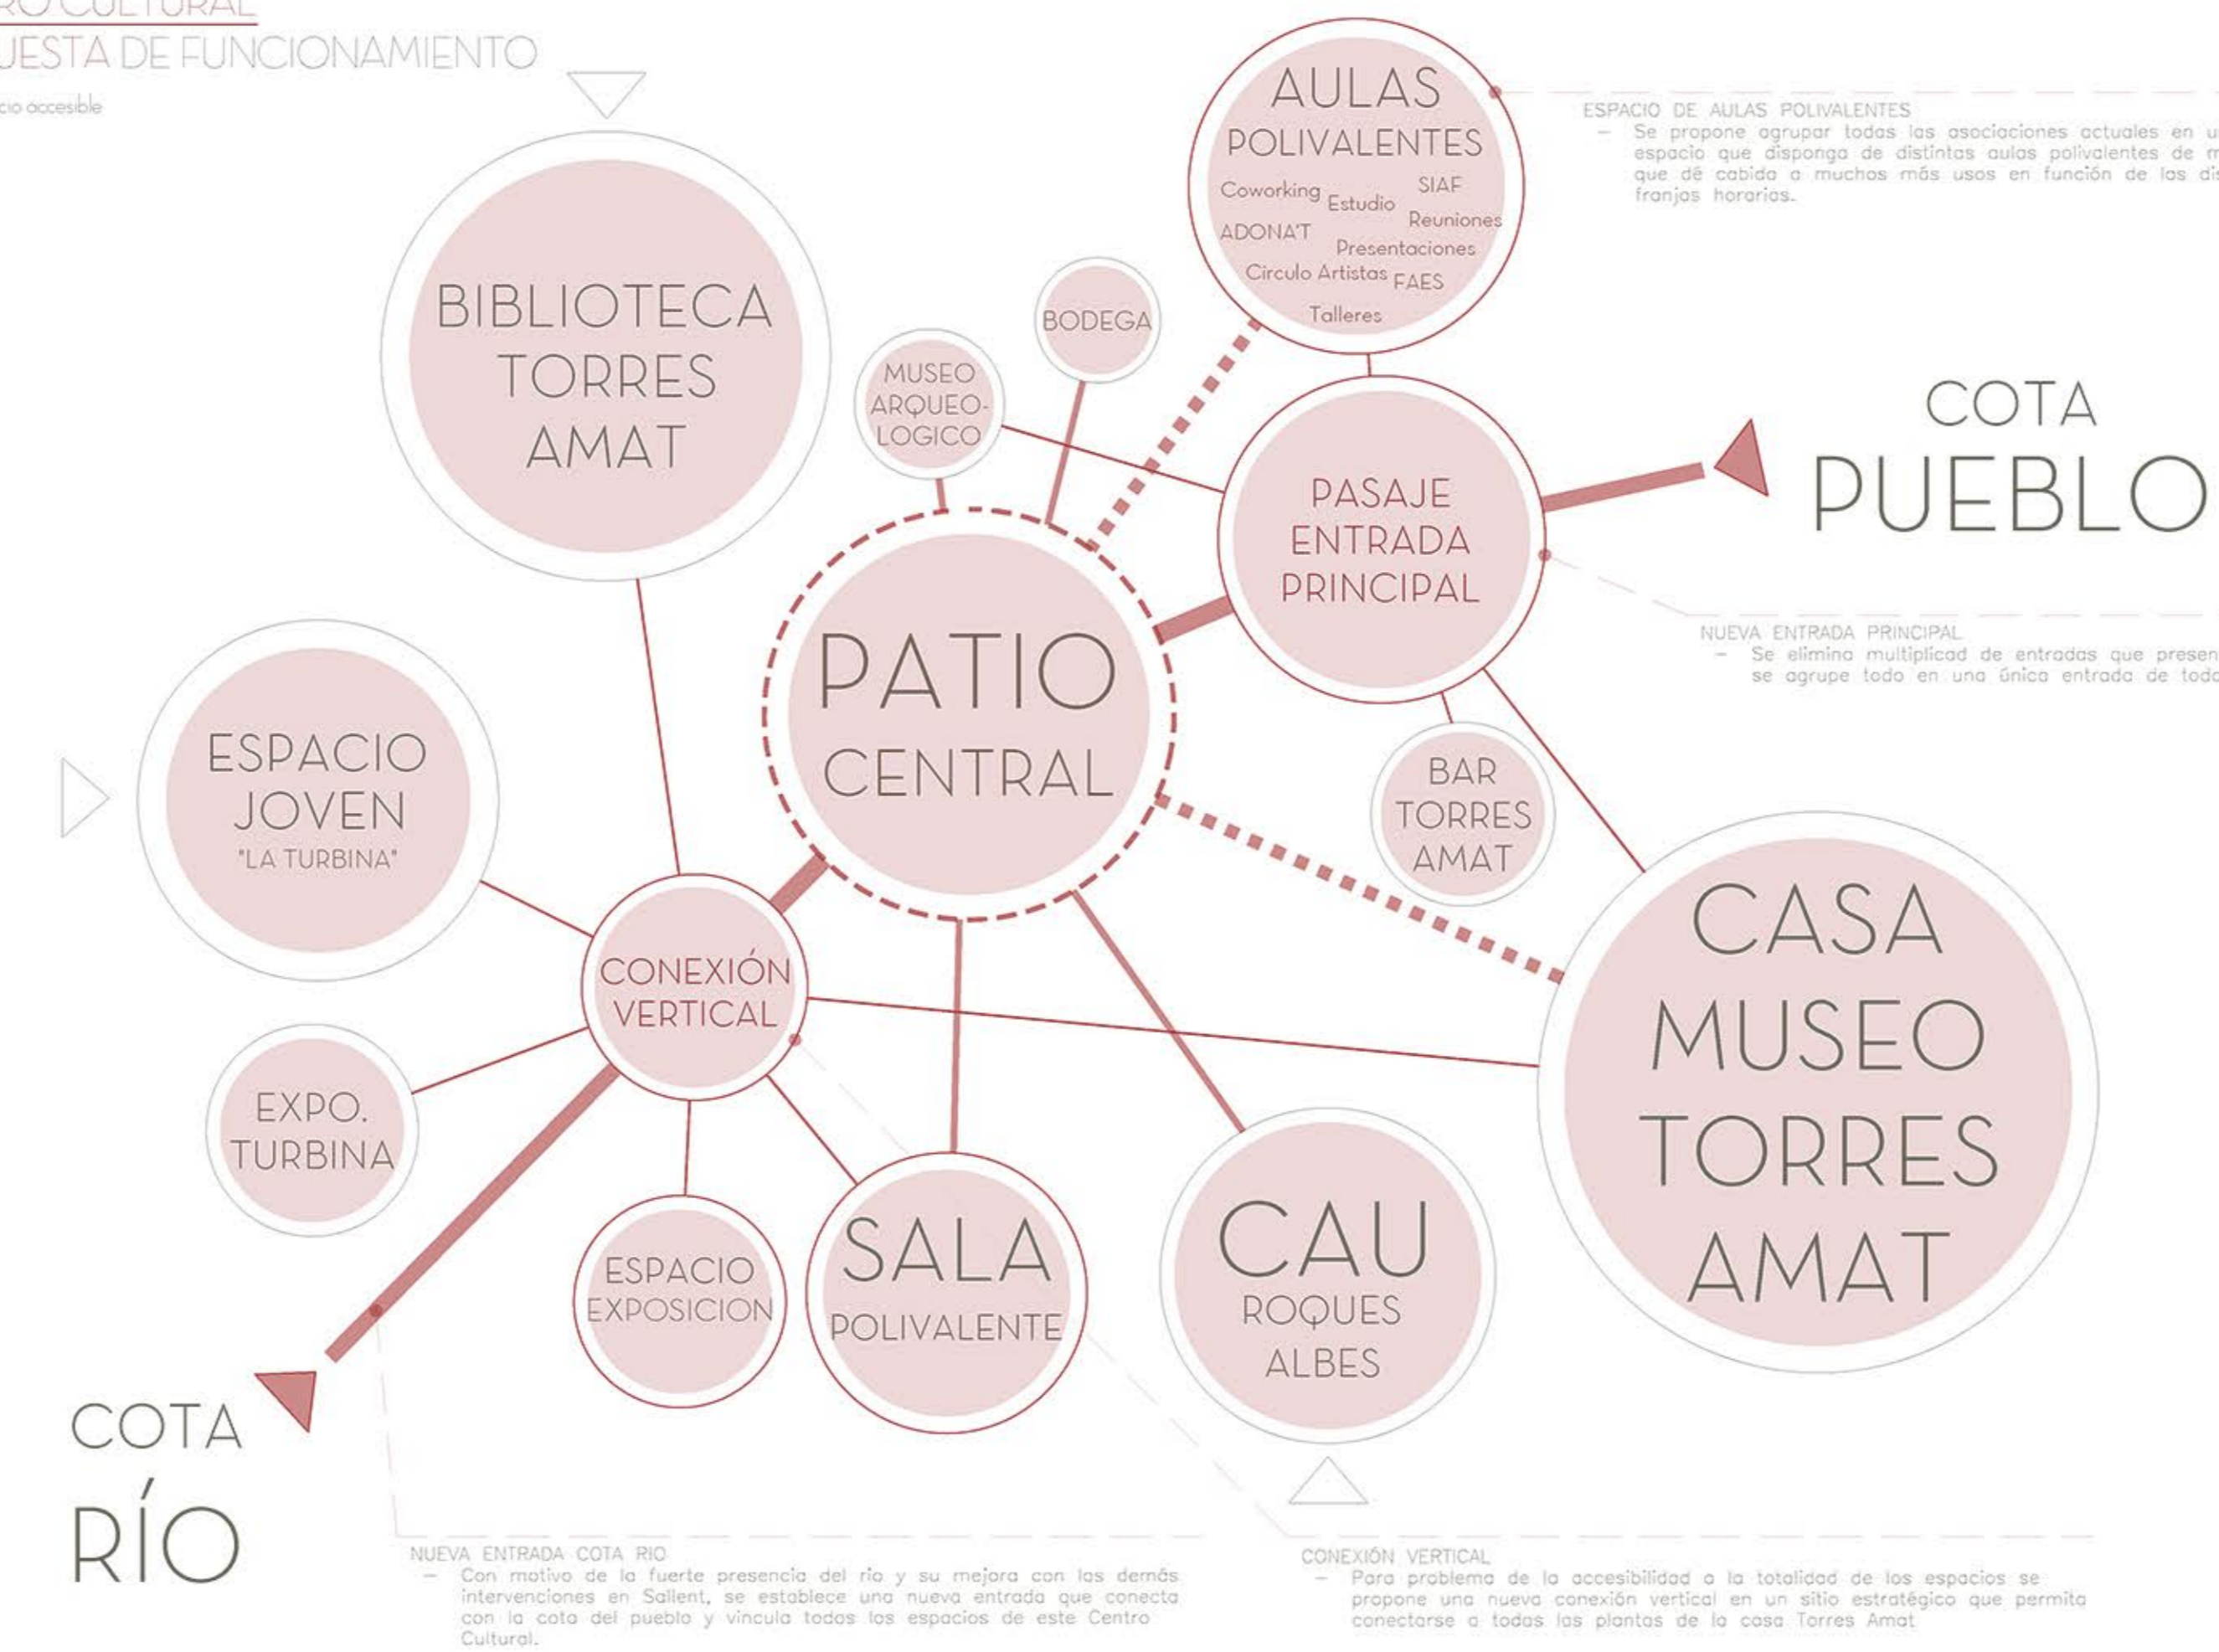 CULTURAL
DE FUNCIONAMIENTO
accesible
AULAS
POLIVALENTES
Coworking
Estudio
SIAF
ADONA'T
Reuniones
Presentaciones
Circulo Artistas
FAES
Talleres
ESPACIO DE AULAS POLIVALENTES
- Se propone agrupar todas las asociaciones actuales en
espacio que disponga de distintas aulas polivalentes de
que dé cabida a muchos más usos en función de las
franjas horarias.
BIBLIOTECA
TORRES
AMAT
MUSEO
ARQUEO-
LOGICO
BODEGA
PASAJE
ENTRADA
PRINCIPAL
COTA
PUEBLO
NUEVA ENTRADA PRINCIPAL
- Se elimina multiplicad de entradas que
se agrupe todo en una única entrada de
PATIO
CENTRAL
ESPACIO
JOVEN
"LA TURBINA"
BAR
TORRES
AMAT
CONEXIÓN
VERTICAL
CASA
MUSEO
TORRES
AMAT
EXPO.
TURBINA
ESPACIO
EXPOSICION
SALA
POLIVALENTE
CAU
ROQUES
ALBES
COTA
RÍO
NUEVA ENTRADA COTA RIO
- Con motivo de la fuerte presencia del río y su mejora con las demás
intervenciones en Sallent, se establece una nueva entrada que conecta
con la cota del pueblo y vincula todos los espacios de este Centro
Cultural.
CONEXIÓN VERTICAL
- Para problema de la accesibilidad a la totalidad de los espacios se
propone una nueva conexión vertical en un sitio estratégico que permita
conectarse a todas las plantas de la casa Torres Amat